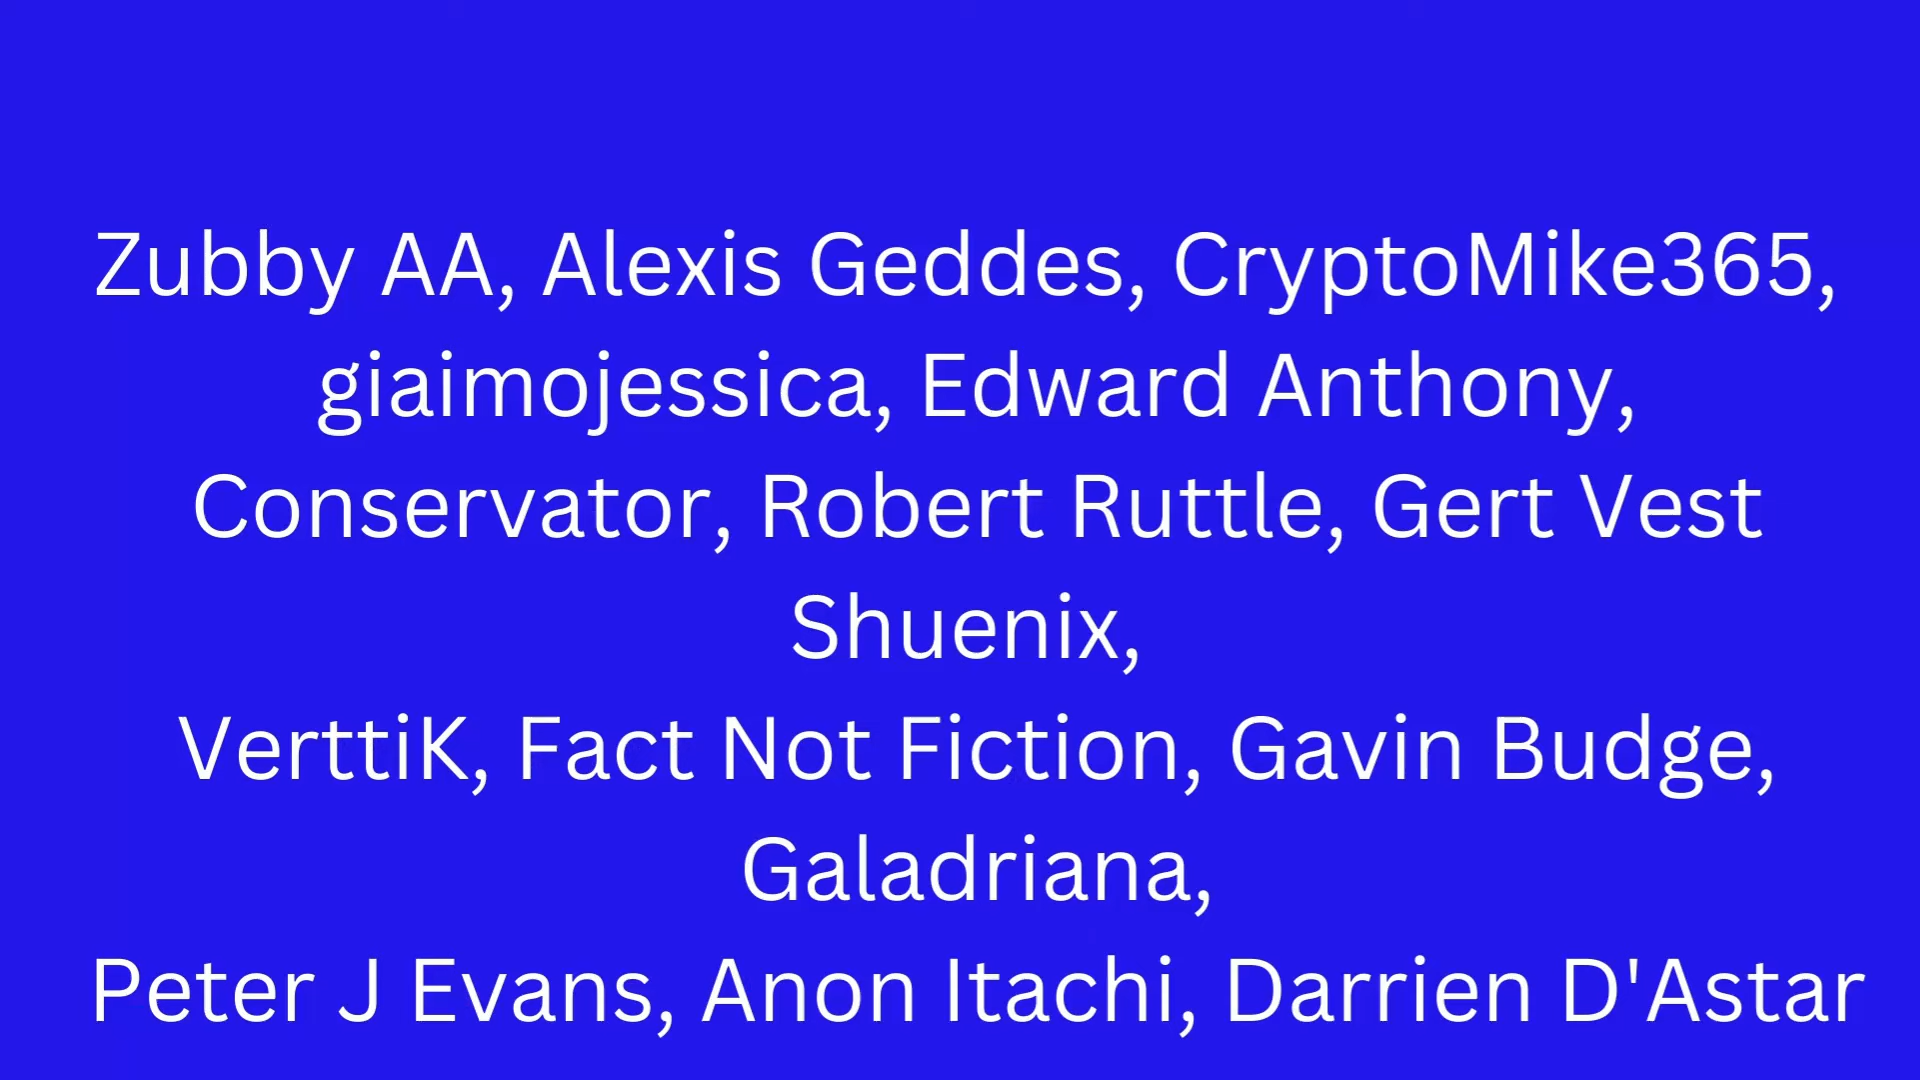 Zubby AA, Alexis Geddes, CryptoMike365,
giaimojessica, Edward Anthony,
Conservator, Robert Ruttle, Gert Vest
Shuenix,
VerttiK, Fact Not Fiction, Gavin Budge,
Galadriana,
Peter J Evans, Anon Itachi, Darrien D'Astar